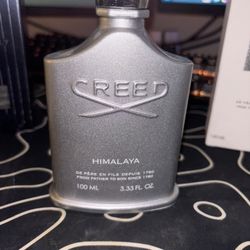 CREED
HIMALAYA
DE PÈRE EN FILS DEPUIS 1760
FROM FATHER TO SON SINCE 1760
100 ML 3.33 FL. OZ